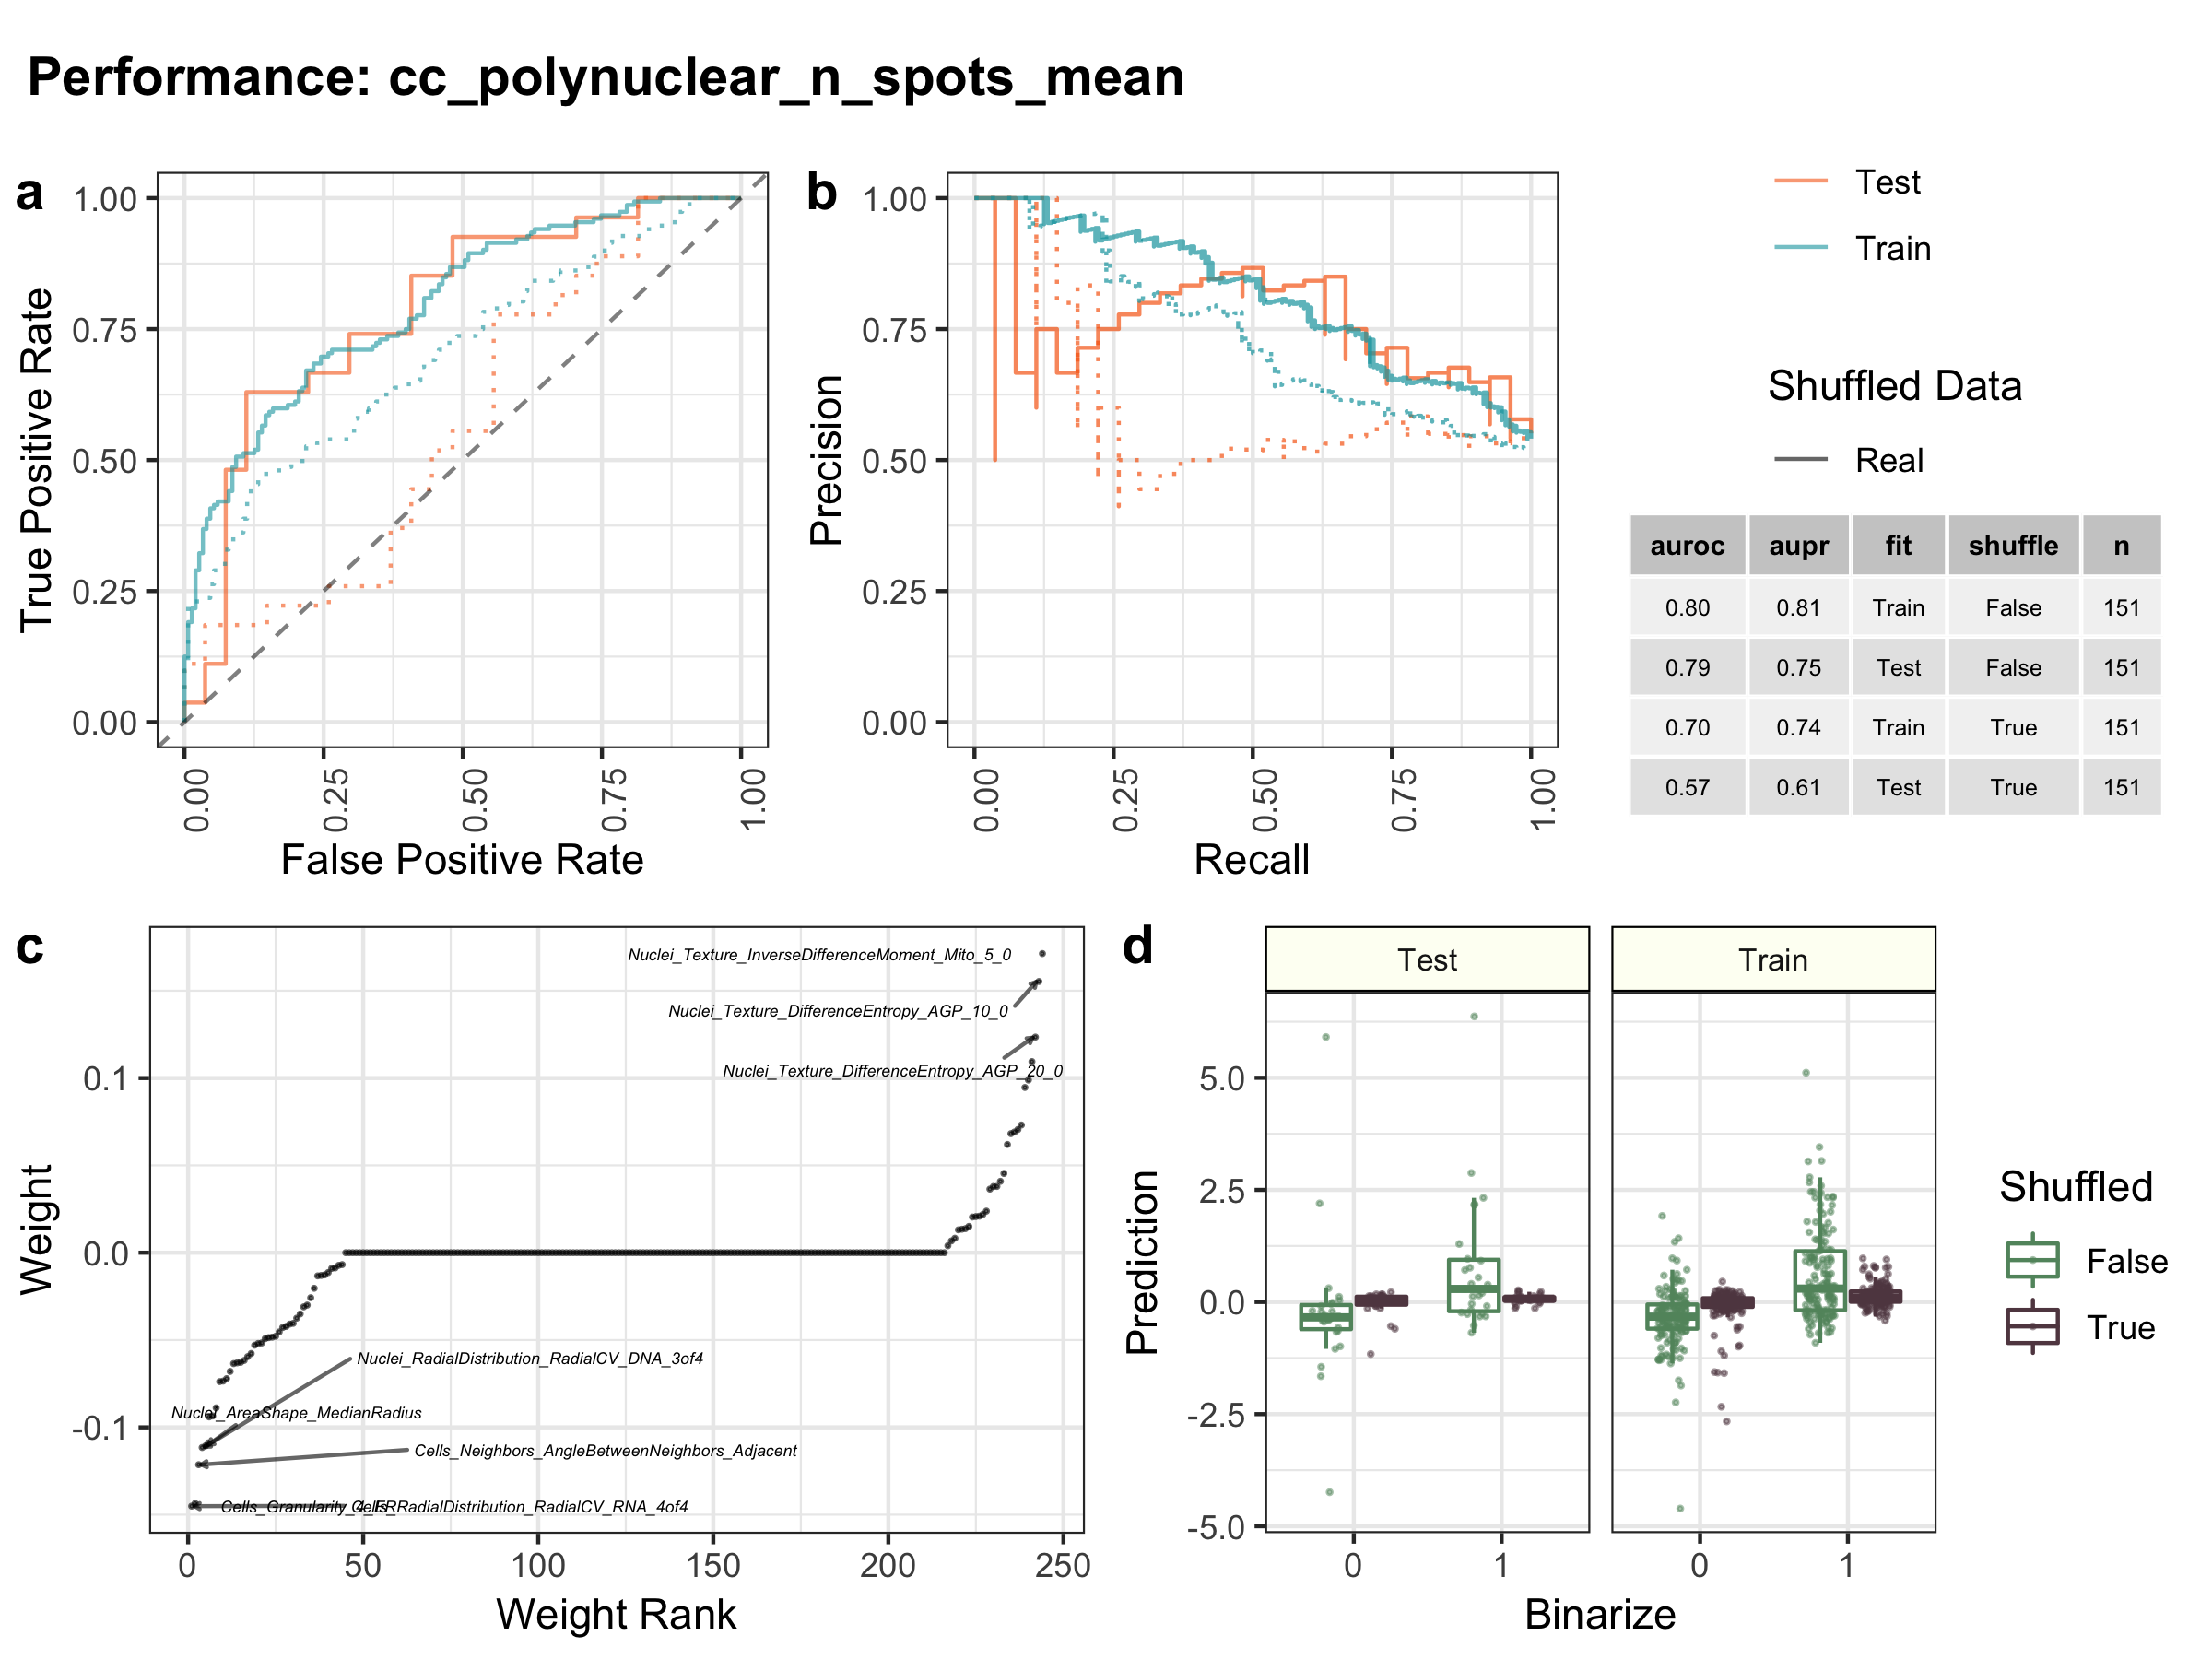 Performance: cc_polynuclear_n_spots_mean
a
1.00
0.75
0.50
0.25
0.00
True Positive Rate
0.00
0.25
0.50
0.75
1.00
False Positive Rate
b
1.00
0.75
0.50
0.25
0.00
Precision
0.00
0.25
0.50
0.75
1.00
Recall
Test
Train
Shuffled Data
Real
auroc aupr fit shuffle n
0.80 0.81 Train False 151
0.79 0.75 Test False 151
0.70 0.74 Train True 151
0.57 0.61 Test True 151
c
Nuclei_Texture_InverseDifferenceMoment_Mito_5_0
Nuclei_Texture_DifferenceEntropy_AGP_10_0
Nuclei_Texture_DifferenceEntropy_AGP_20_0
Nuclei_RadialDistribution_RadialCV_DNA_3of4
Nuclei_AreaShape_MedianRadius
Cells_Neighbors_AngleBetweenNeighbors_Adjacent
Cells_Granularity_4_ER
Cells_RadialDistribution_RadialCV_RNA_4of4
0.1
0.0
-0.1
Weight
0
50
100
150
200
250
Weight Rank
d
Test
Train
5.0
2.5
0.0
-2.5
-5.0
Prediction
0
1
0
1
Binarize
Shuffled
False
True